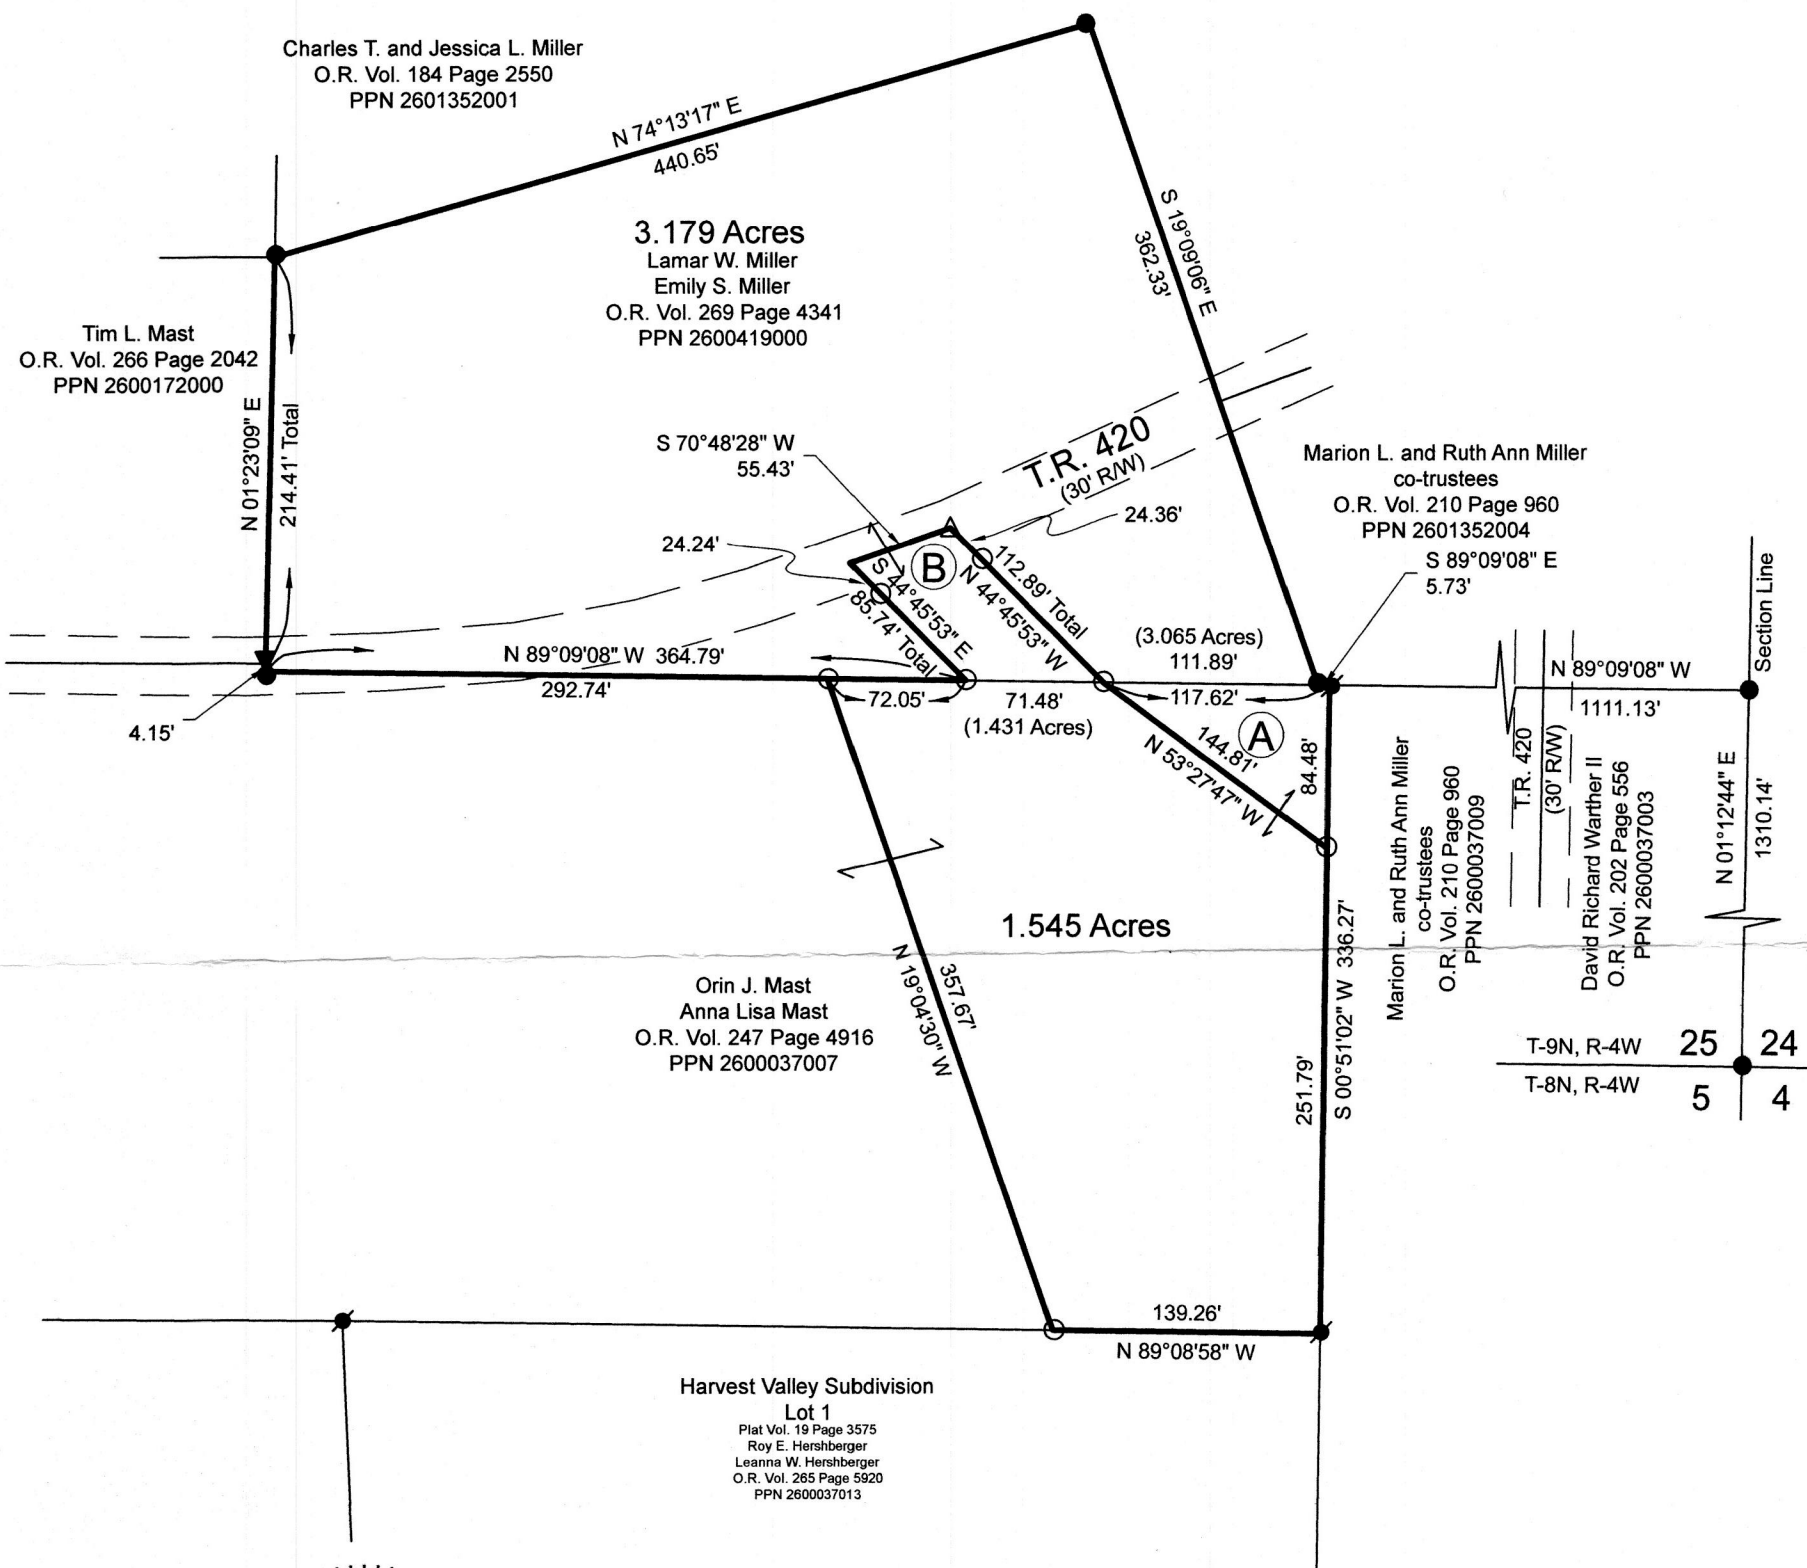 Charles T. and Jessica L. Miller
O.R. Vol. 184 Page 2550
PPN 2601352001
N 74°13'17" E
440.65'
3.179 Acres
Lamar W. Miller
Emily S. Miller
O.R. Vol. 269 Page 4341
PPN 2600419000
S 19°09'06" E
362.33'
Tim L. Mast
O.R. Vol. 266 Page 2042
PPN 2600172000
N 01°23'09" E
214.41' Total
S 70°48'28" W
55.43'
T.R. 420
(30' R/W)
24.36'
24.24'
Marion L. and Ruth Ann Miller
co-trustees
O.R. Vol. 210 Page 960
PPN 2601352004
S 89°09'08" E
5.73'
B
S 44°45'53" E
85.74' Total
112.89' Total
N 44°45'53" W
(3.065 Acres)
111.89'
Section Line
N 89°09'08" W 364.79'
292.74'
72.05'
71.48'
(1.431 Acres)
117.62'
N 89°09'08" W
1111.13'
4.15'
A
144.81'
N 53°27'47" W
84.48'
Marion L. and Ruth Ann Miller
co-trustees
O.R. Vol. 210 Page 960
PPN 2600037009
T.R. 420
(30' R/W)
David Richard Warther II
O.R. Vol. 202 Page 556
PPN 2600037003
N 01°12'44" E
1310.14'
1.545 Acres
N 19°04'30" W
357.67'
Orin J. Mast
Anna Lisa Mast
O.R. Vol. 247 Page 4916
PPN 2600037007
251.79'
S 00°51'02" W 336.27'
T-9N, R-4W 25 24
T-8N, R-4W 5 4
139.26'
N 89°08'58" W
Harvest Valley Subdivision
Lot 1
Plat Vol. 19 Page 3575
Roy E. Hershberger
Leanna W. Hershberger
O.R. Vol. 265 Page 5920
PPN 2600037013